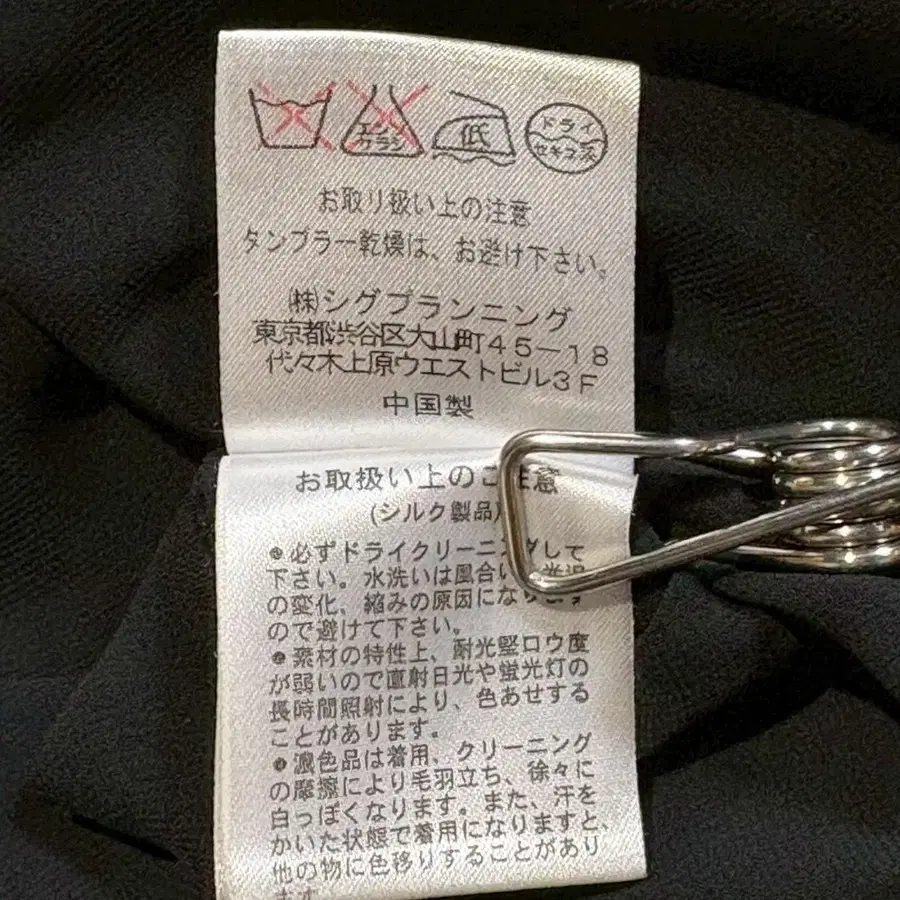 エンソ
サラシ
低
ドライ
セキユ系
お取り扱い上の注意
タンブラー乾燥は、お避け下さい。
㈱シグプランニング
東京都渋谷区大山町45-18
代々木上原ウエストビル3F
中国製
お取扱い上のご注意
(シルク製品)
●必ずドライクリーニングして
下さい。水洗いは風合い
の変化、縮みの原因になります
ので避けて下さい。
●素材の特性上、耐光堅ロウ度
が弱いので直射日光や蛍光灯の
長時間照射により、色あせする
ことがあります。
●濃色品は着用、クリーニング
の摩擦により毛羽立ち、徐々に
白っぽくなります。また、汗を
かいた状態で着用になりますと、
他の物に色移りすることがあり
ます